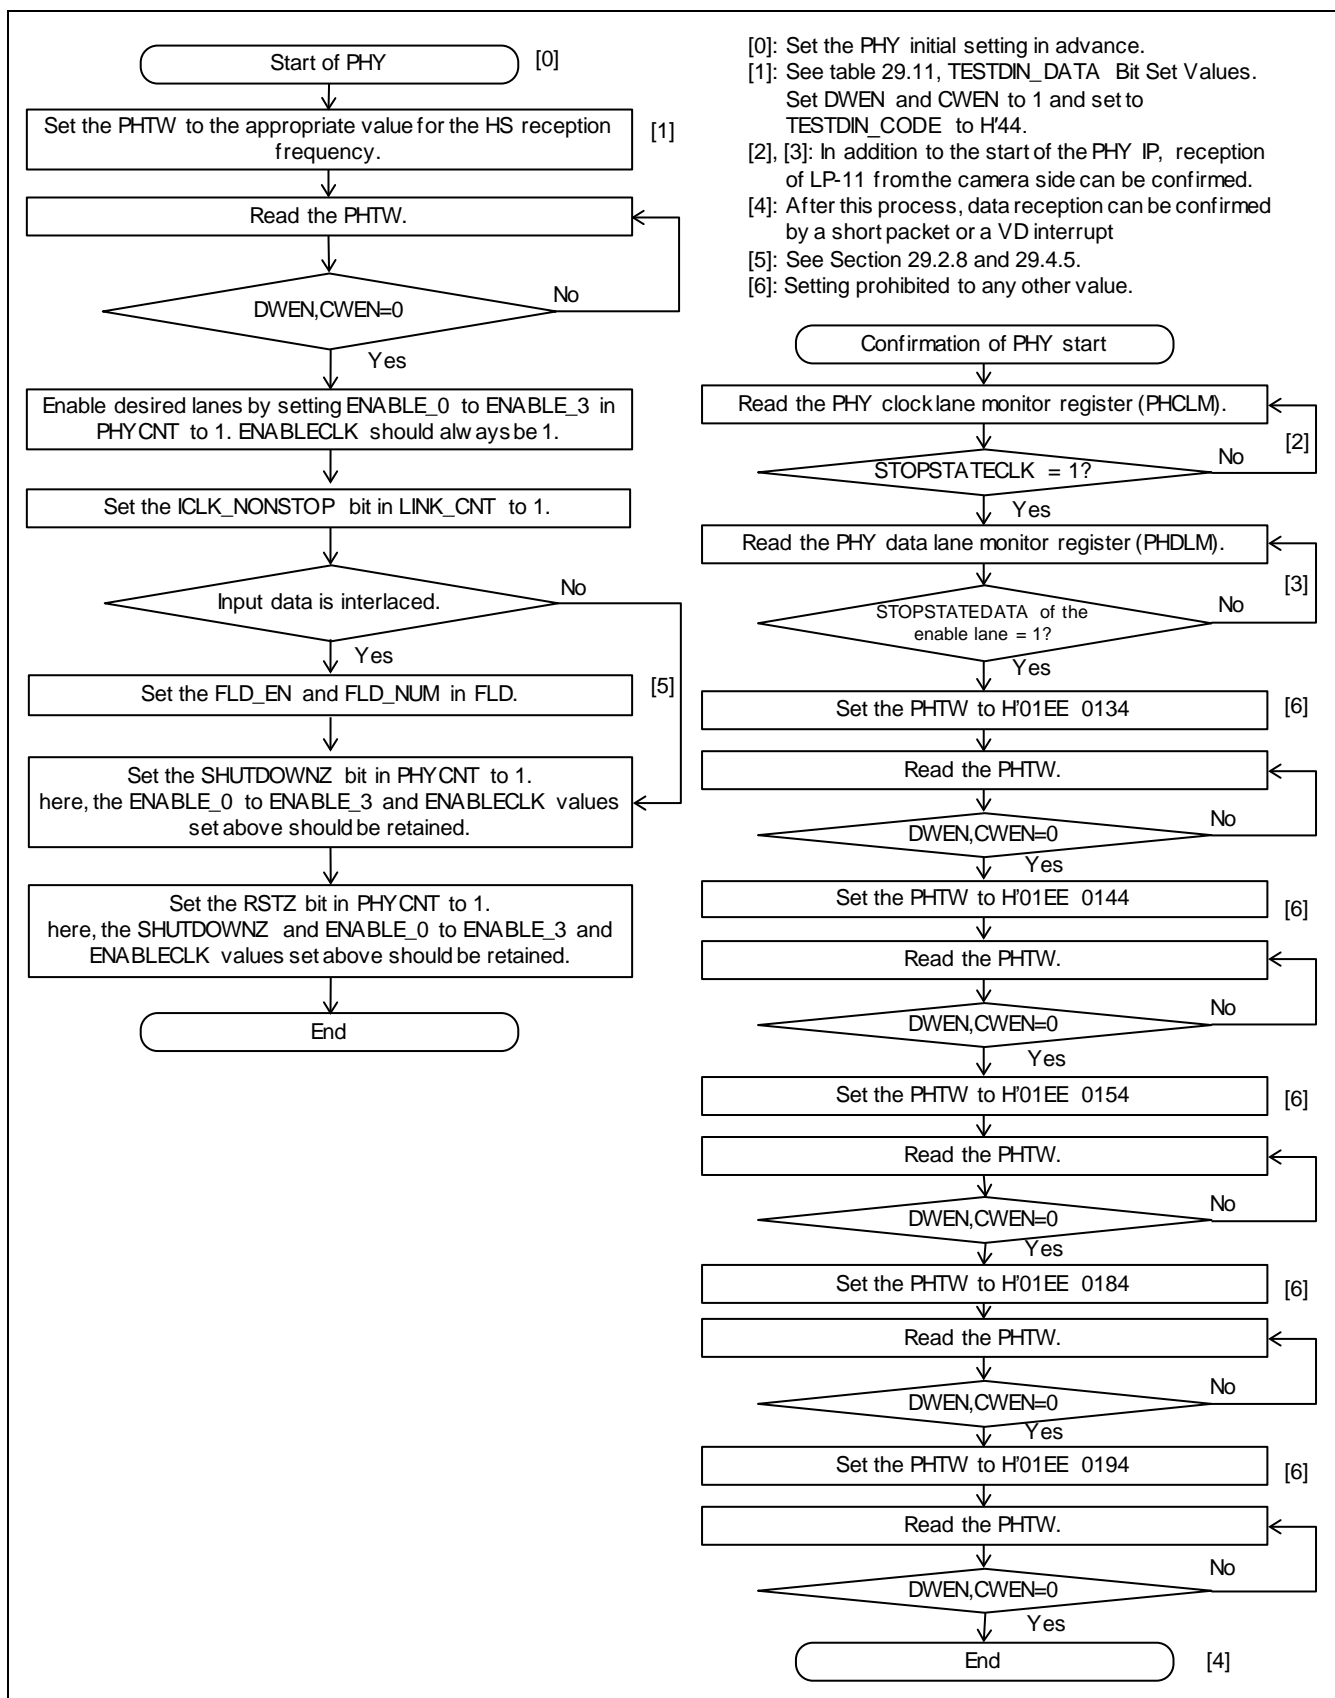 Start of PHY
[0]
Set the PHTW to the appropriate value for the HS reception
frequency.
[1]
Read the PHTW.
DWEN,CWEN=0
No
Yes
Enable desired lanes by setting ENABLE_0 to ENABLE_3 in
PHYCNT to 1. ENABLECLK should always be 1.
Set the ICLK_NONSTOP bit in LINK_CNT to 1.
Input data is interlaced.
No
Yes
Set the FLD_EN and FLD_NUM in FLD.
[5]
Set the SHUTDOWNZ bit in PHYCNT to 1.
here, the ENABLE_0 to ENABLE_3 and ENABLECLK values
set above should be retained.
Set the RSTZ bit in PHYCNT to 1.
here, the SHUTDOWNZ and ENABLE_0 to ENABLE_3 and
ENABLECLK values set above should be retained.
End
[0]: Set the PHY initial setting in advance.
[1]: See table 29.11, TESTDIN_DATA Bit Set Values.
Set DWEN and CWEN to 1 and set to
TESTDIN_CODE to H'44.
[2], [3]: In addition to the start of the PHY IP, reception
of LP-11 from the camera side can be confirmed.
[4]: After this process, data reception can be confirmed
by a short packet or a VD interrupt
[5]: See Section 29.2.8 and 29.4.5.
[6]: Setting prohibited to any other value.
Confirmation of PHY start
Read the PHY clock lane monitor register (PHCLM).
[2]
STOPSTATECLK = 1?
No
Yes
Read the PHY data lane monitor register (PHDLM).
[3]
STOPSTATEDATA of the
enable lane = 1?
No
Yes
Set the PHTW to H'01EE 0134
[6]
Read the PHTW.
DWEN,CWEN=0
No
Yes
Set the PHTW to H'01EE 0144
[6]
Read the PHTW.
DWEN,CWEN=0
No
Yes
Set the PHTW to H'01EE 0154
[6]
Read the PHTW.
DWEN,CWEN=0
No
Yes
Set the PHTW to H'01EE 0184
[6]
Read the PHTW.
DWEN,CWEN=0
No
Yes
Set the PHTW to H'01EE 0194
[6]
Read the PHTW.
DWEN,CWEN=0
No
Yes
End
[4]